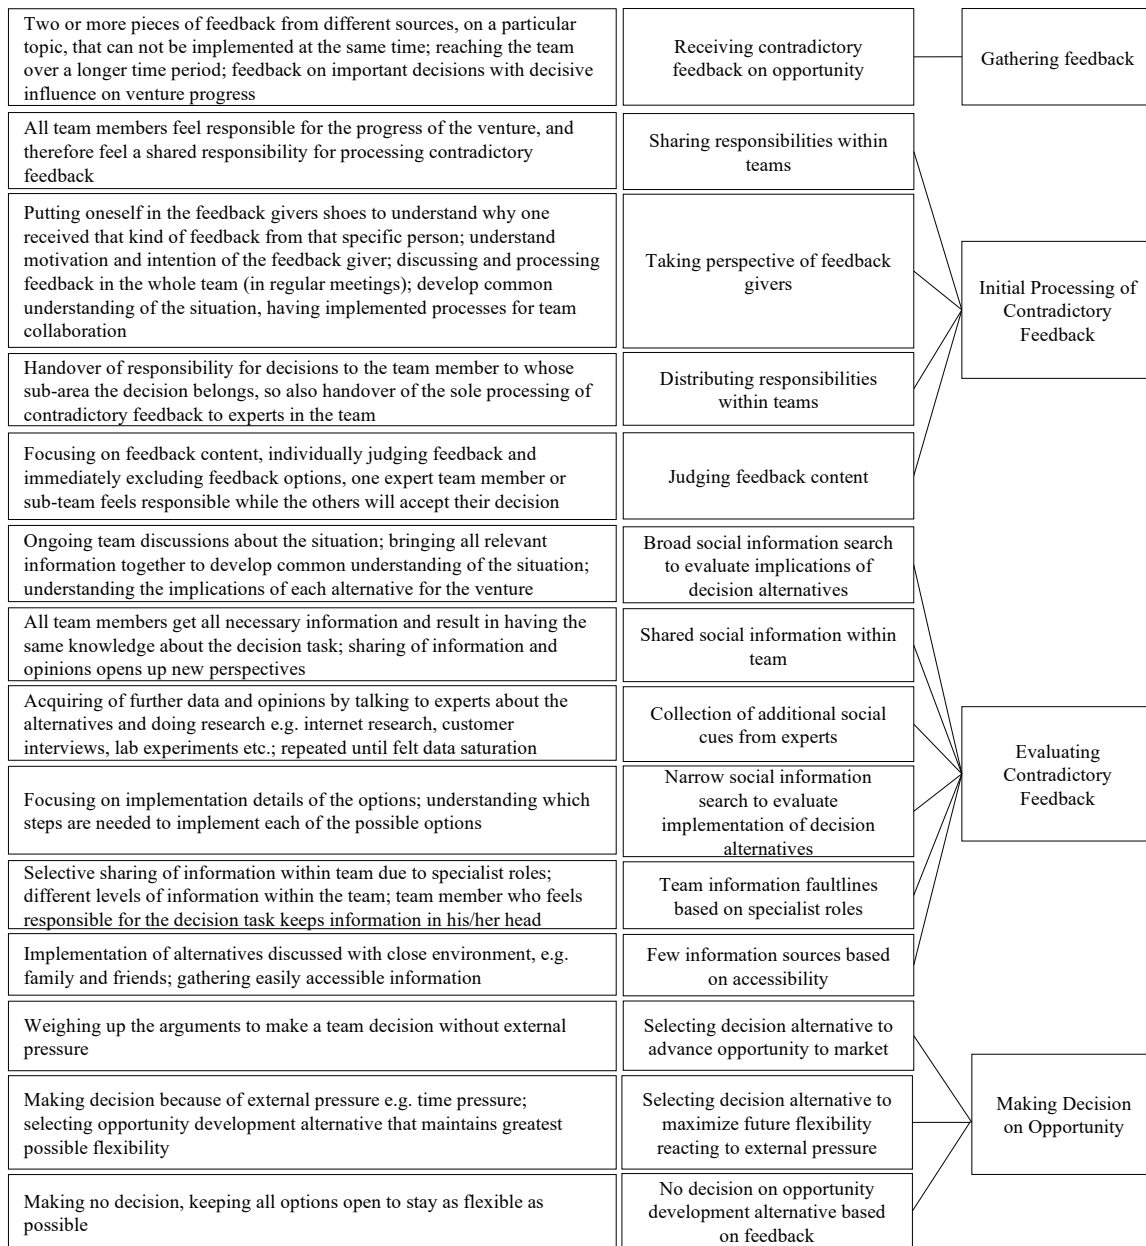 Two or more pieces of feedback from different sources, on a particular
topic, that can not be implemented at the same time; reaching the team
over a longer time period; feedback on important decisions with decisive
influence on venture progress
Receiving contradictory
feedback on opportunity
Gathering feedback
All team members feel responsible for the progress of the venture, and
therefore feel a shared responsibility for processing contradictory
feedback
Sharing responsibilities within
teams
Putting oneself in the feedback givers shoes to understand why one
received that kind of feedback from that specific person; understand
motivation and intention of the feedback giver; discussing and processing
feedback in the whole team (in regular meetings); develop common
understanding of the situation, having implemented processes for team
collaboration
Taking perspective of feedback
givers
Initial Processing of
Contradictory
Feedback
Handover of responsibility for decisions to the team member to whose
sub-area the decision belongs, so also handover of the sole processing of
contradictory feedback to experts in the team
Distributing responsibilities
within teams
Focusing on feedback content, individually judging feedback and
immediately excluding feedback options, one expert team member or
sub-team feels responsible while the others will accept their decision
Judging feedback content
Ongoing team discussions about the situation; bringing all relevant
information together to develop common understanding of the situation;
understanding the implications of each alternative for the venture
Broad social information search
to evaluate implications of
decision alternatives
All team members get all necessary information and result in having the
same knowledge about the decision task; sharing of information and
opinions opens up new perspectives
Shared social information within
team
Acquiring of further data and opinions by talking to experts about the
alternatives and doing research e.g. internet research, customer
interviews, lab experiments etc.; repeated until felt data saturation
Collection of additional social
cues from experts
Evaluating
Contradictory
Feedback
Focusing on implementation details of the options; understanding which
steps are needed to implement each of the possible options
Narrow social information
search to evaluate
implementation of decision
alternatives
Selective sharing of information within team due to specialist roles;
different levels of information within the team; team member who feels
responsible for the decision task keeps information in his/her head
Team information faultlines
based on specialist roles
Implementation of alternatives discussed with close environment, e.g.
family and friends; gathering easily accessible information
Few information sources based
on accessibility
Weighing up the arguments to make a team decision without external
pressure
Selecting decision alternative to
advance opportunity to market
Making decision because of external pressure e.g. time pressure;
selecting opportunity development alternative that maintains greatest
possible flexibility
Selecting decision alternative to
maximize future flexibility
reacting to external pressure
Making Decision
on Opportunity
Making no decision, keeping all options open to stay as flexible as
possible
No decision on opportunity
development alternative based
on feedback